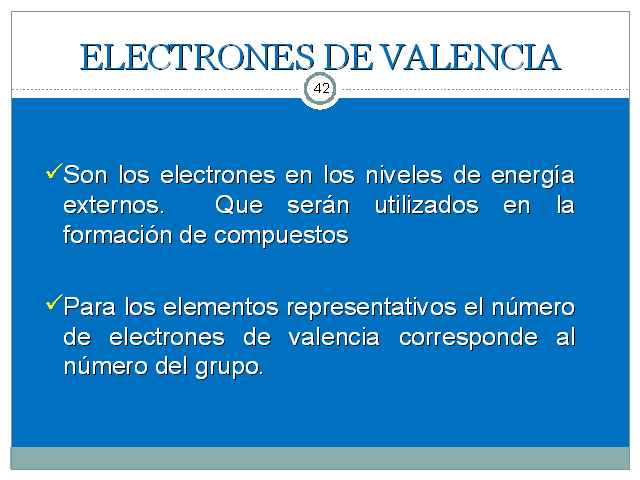 ELECTRONES DE VALENCIA
42
✓Son los electrones en los niveles de energía
externos. Que serán utilizados en la
formación de compuestos
✓Para los elementos representativos el número
de electrones de valencia corresponde al
número del grupo.